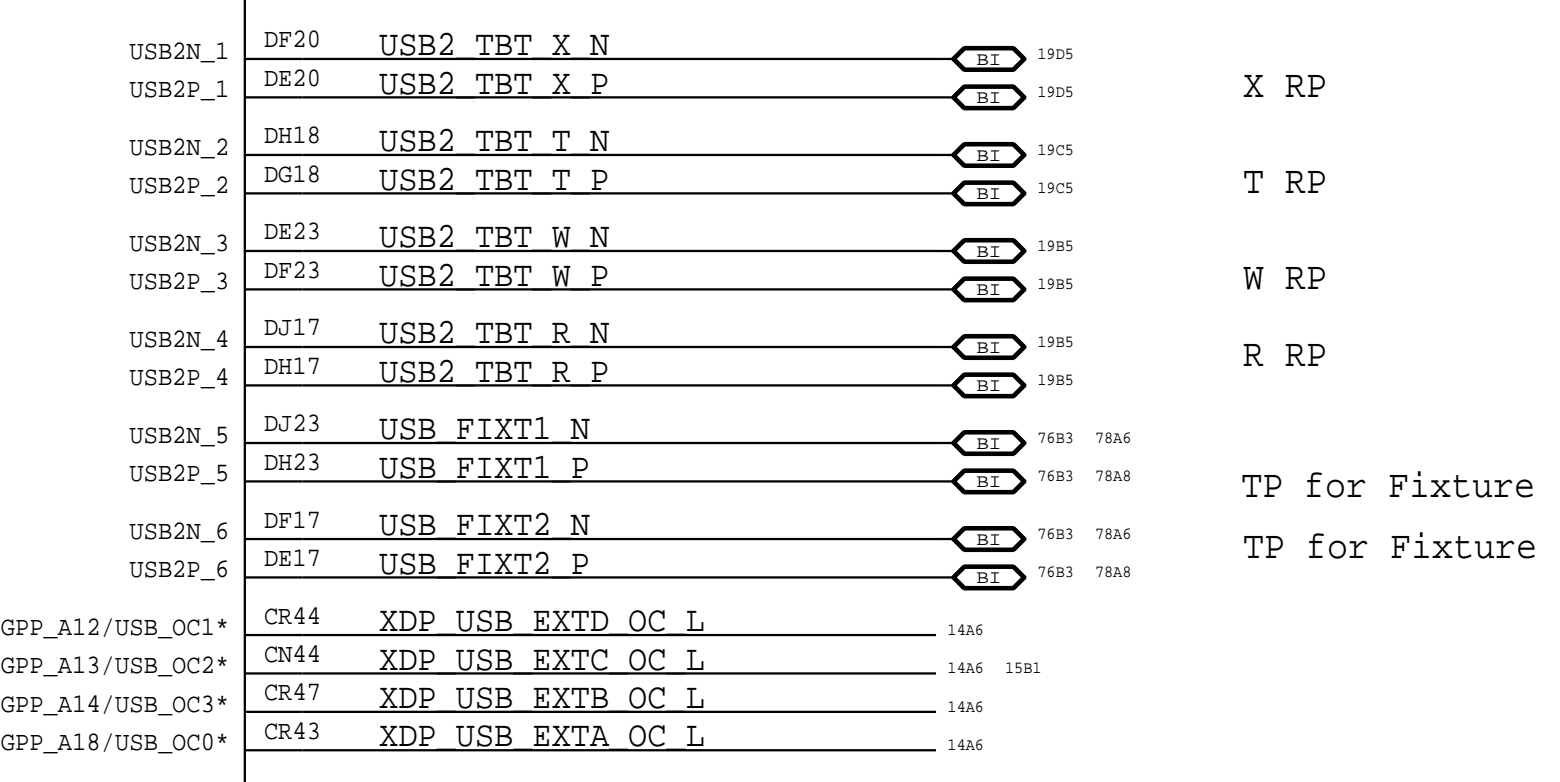 USB2N_1 DF20 USB2_TBT_X_N BI 19D5
USB2P_1 DE20 USB2_TBT_X_P BI 19D5 X RP
USB2N_2 DH18 USB2_TBT_T_N BI 19C5
USB2P_2 DG18 USB2_TBT_T_P BI 19C5 T RP
USB2N_3 DE23 USB2_TBT_W_N BI 19B5
USB2P_3 DF23 USB2_TBT_W_P BI 19B5 W RP
USB2N_4 DJ17 USB2_TBT_R_N BI 19B5
R RP
USB2P_4 DH17 USB2_TBT_R_P BI 19B5
USB2N_5 DJ23 USB_FIXT1_N BI 76B3 78A6
USB2P_5 DH23 USB_FIXT1_P BI 76B3 78A8
TP for Fixture
USB2N_6 DF17 USB_FIXT2_N BI 76B3 78A6
TP for Fixture
USB2P_6 DE17 USB_FIXT2_P BI 76B3 78A8
GPP_A12/USB_OC1* CR44 XDP_USB_EXTD_OC_L 14A6
GPP_A13/USB_OC2* CN44 XDP_USB_EXTC_OC_L 14A6 15B1
GPP_A14/USB_OC3* CR47 XDP_USB_EXTB_OC_L 14A6
GPP_A18/USB_OC0* CR43 XDP_USB_EXTA_OC_L 14A6